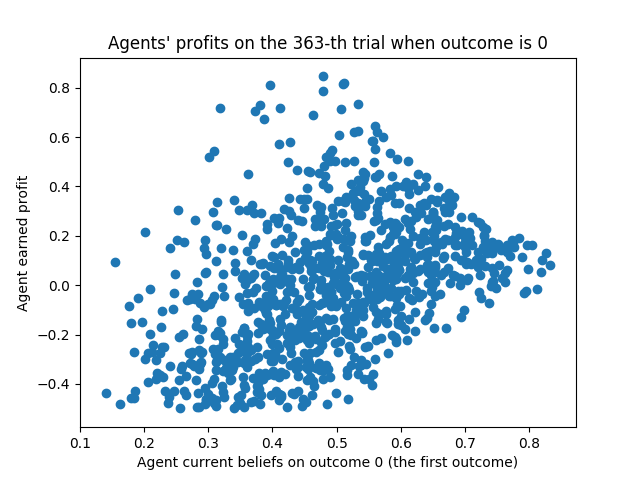 Agents' profits on the 363-th trial when outcome is 0
0.8
0.6
0.4
0.2
0.0
−0.2
−0.4
Agent earned profit
0.1 0.2 0.3 0.4 0.5 0.6 0.7 0.8
Agent current beliefs on outcome 0 (the first outcome)